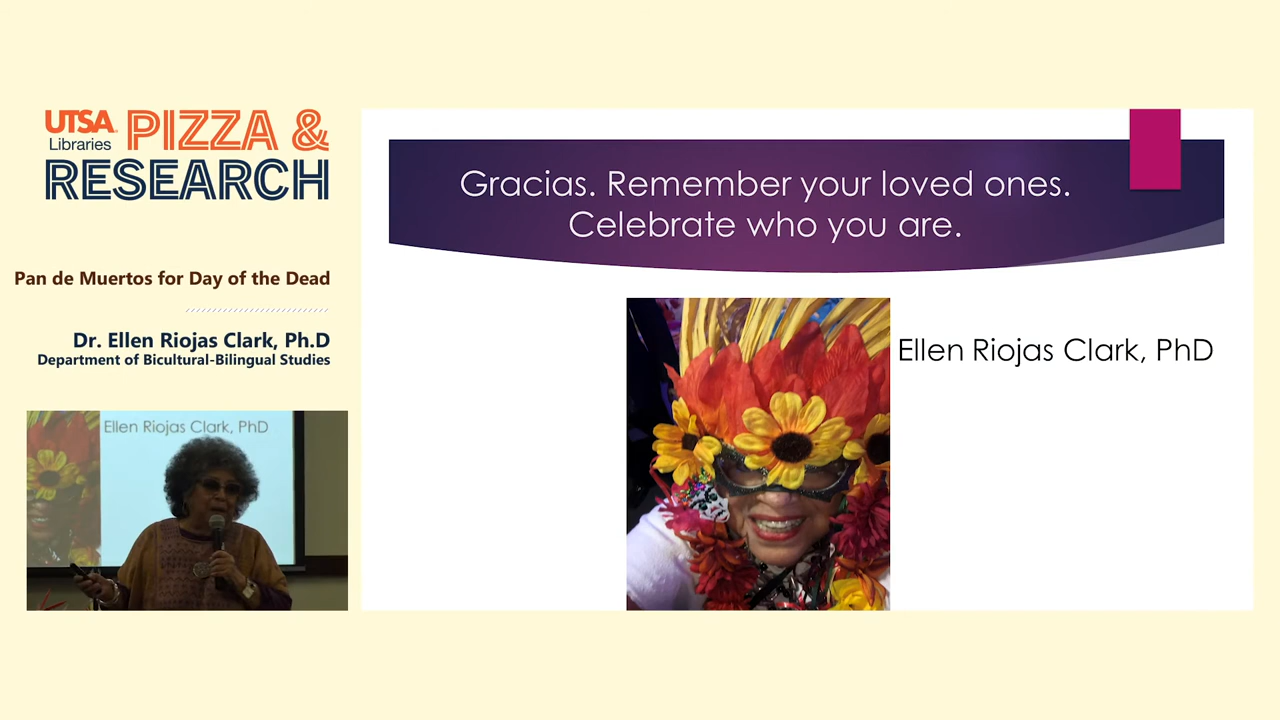 UTSA
Libraries
PIZZA &
RESEARCH
Pan de Muertos for Day of the Dead
Dr. Ellen Riojas Clark, Ph.D
Department of Bicultural-Bilingual Studies
Ellen Riojas Clark, PhD
Gracias. Remember your loved ones.
Celebrate who you are.
Ellen Riojas Clark, PhD